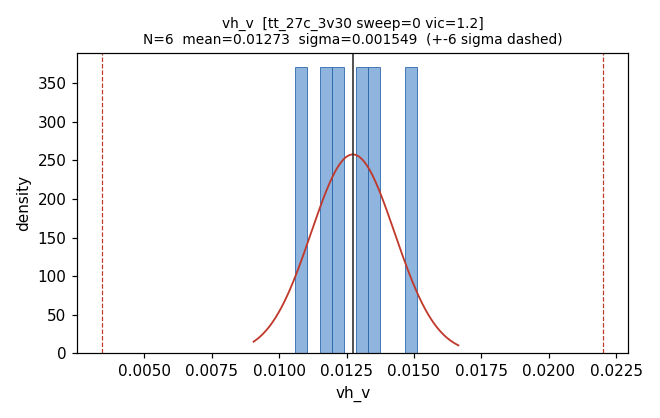 vh_v  [tt_27c_3v30 sweep=0 vic=1.2]
N=6  mean=0.01273  sigma=0.001549  (+-6 sigma dashed)
350
300
250
200
150
100
50
0
density
0.0050 0.0075 0.0100 0.0125 0.0150 0.0175 0.0200 0.0225
vh_v